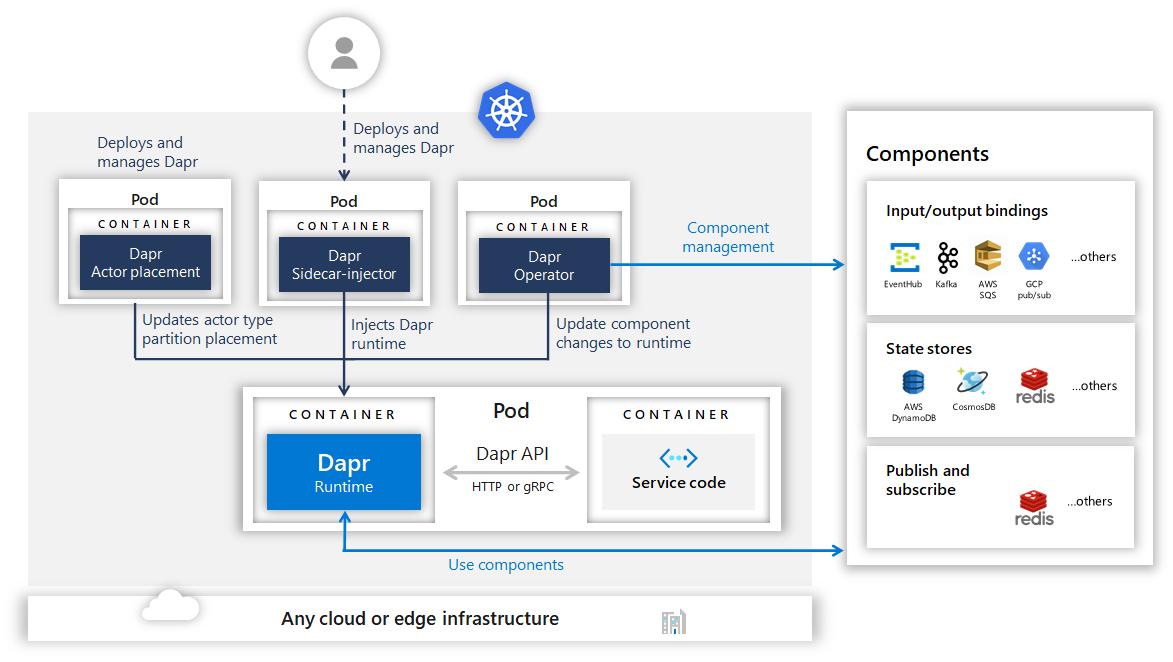 Deploys and
manages Dapr
Deploys and
manages Dapr
Pod
CONTAINER
Dapr
Actor placement
Pod
CONTAINER
Dapr
Sidecar-injector
Pod
CONTAINER
Dapr
Operator
Component
management
Updates actor type
partition placement
Injects Dapr
runtime
Update component
changes to runtime
CONTAINER
Dapr
Runtime
Pod
Dapr API
HTTP or gRPC
CONTAINER
Service code
Use components
Any cloud or edge infrastructure
Components
Input/output bindings
EventHub
Kafka
AWS
SQS
GCP
pub/sub
...others
State stores
AWS
DynamoDB
CosmosDB
redis
...others
Publish and
subscribe
redis
...others